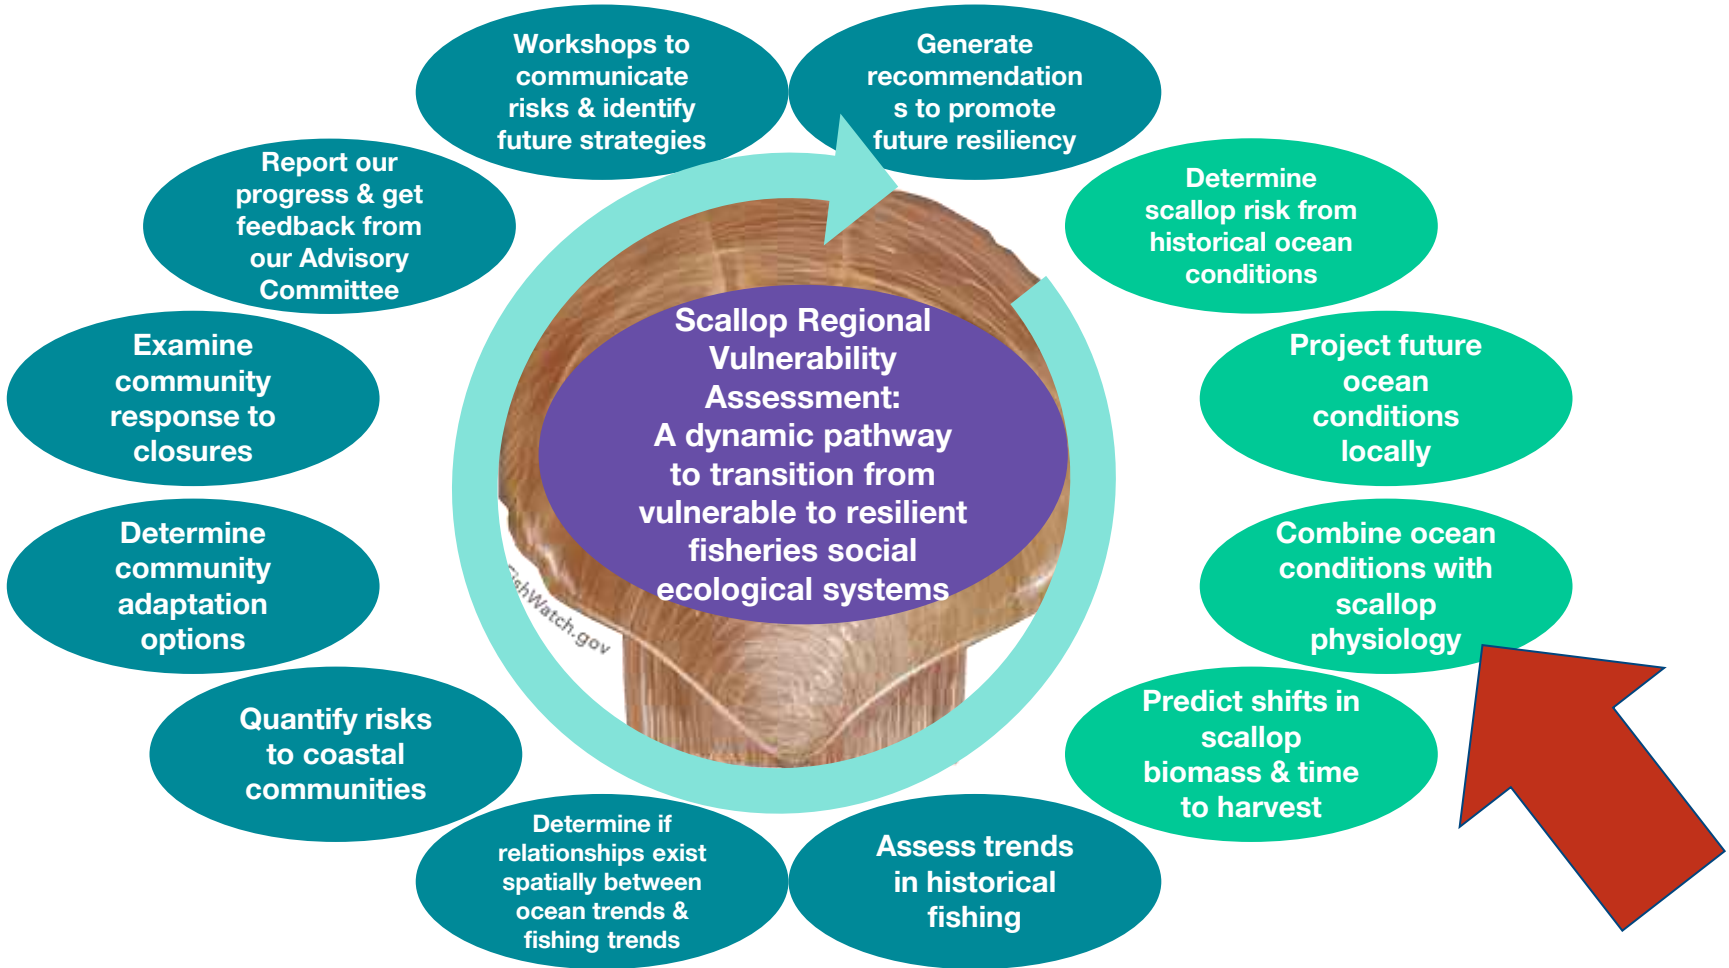 Workshops to
communicate
risks & identify
future strategies
Generate
recommendation
s to promote
future resiliency
Determine
scallop risk from
historical ocean
conditions
Project future
ocean
conditions
locally
Combine ocean
conditions with
scallop
physiology
Predict shifts in
scallop
biomass & time
to harvest
Assess trends
in historical
fishing
Determine if
relationships exist
spatially between
ocean trends &
fishing trends
Quantify risks
to coastal
communities
Determine
community
adaptation
options
Examine
community
response to
closures
Report our
progress & get
feedback from
our Advisory
Committee
Scallop Regional
Vulnerability
Assessment:
A dynamic pathway
to transition from
vulnerable to resilient
fisheries social
ecological systems
FishWatch.gov